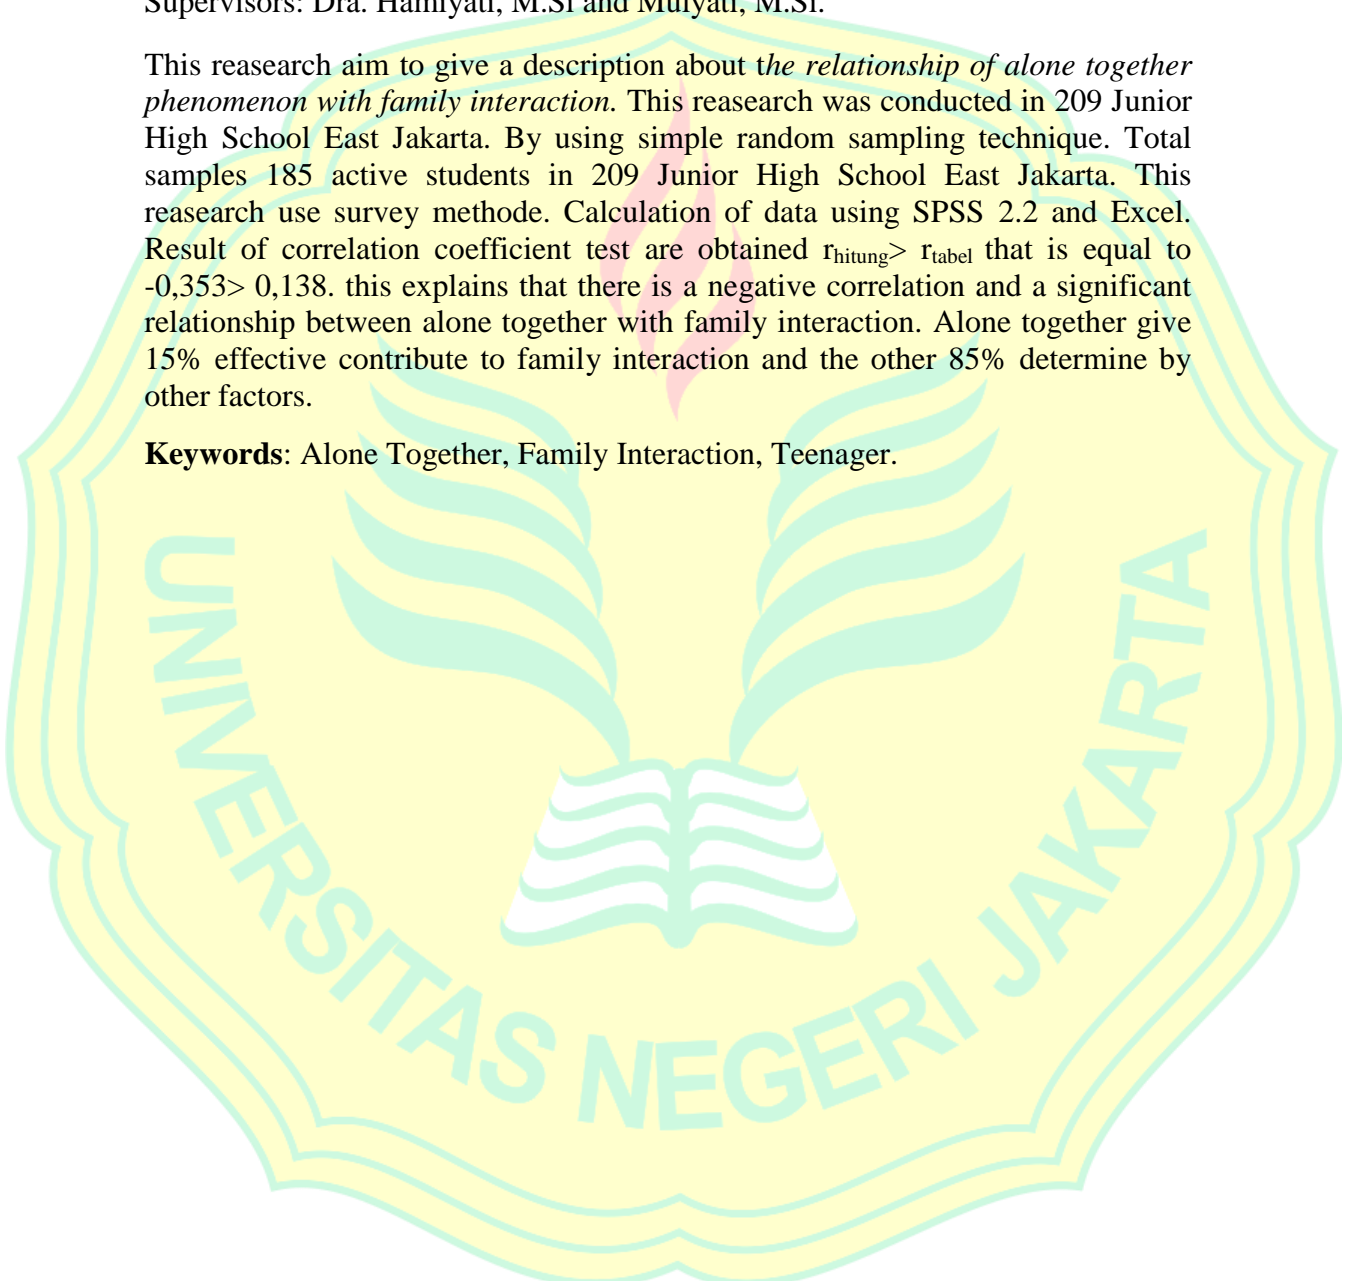 Supervisors: Dra. Hamiyati, M.Si and Mulyati, M.Si.
This reasearch aim to give a description about the relationship of alone together
phenomenon with family interaction. This reasearch was conducted in 209 Junior
High School East Jakarta. By using simple random sampling technique. Total
samples 185 active students in 209 Junior High School East Jakarta. This
reasearch use survey methode. Calculation of data using SPSS 2.2 and Excel.
Result of correlation coefficient test are obtained rhitung> rtabel that is equal to
-0,353> 0,138. this explains that there is a negative correlation and a significant
relationship between alone together with family interaction. Alone together give
15% effective contribute to family interaction and the other 85% determine by
other factors.
Keywords: Alone Together, Family Interaction, Teenager.
UNIVERSITAS NEGERI JAKARTA